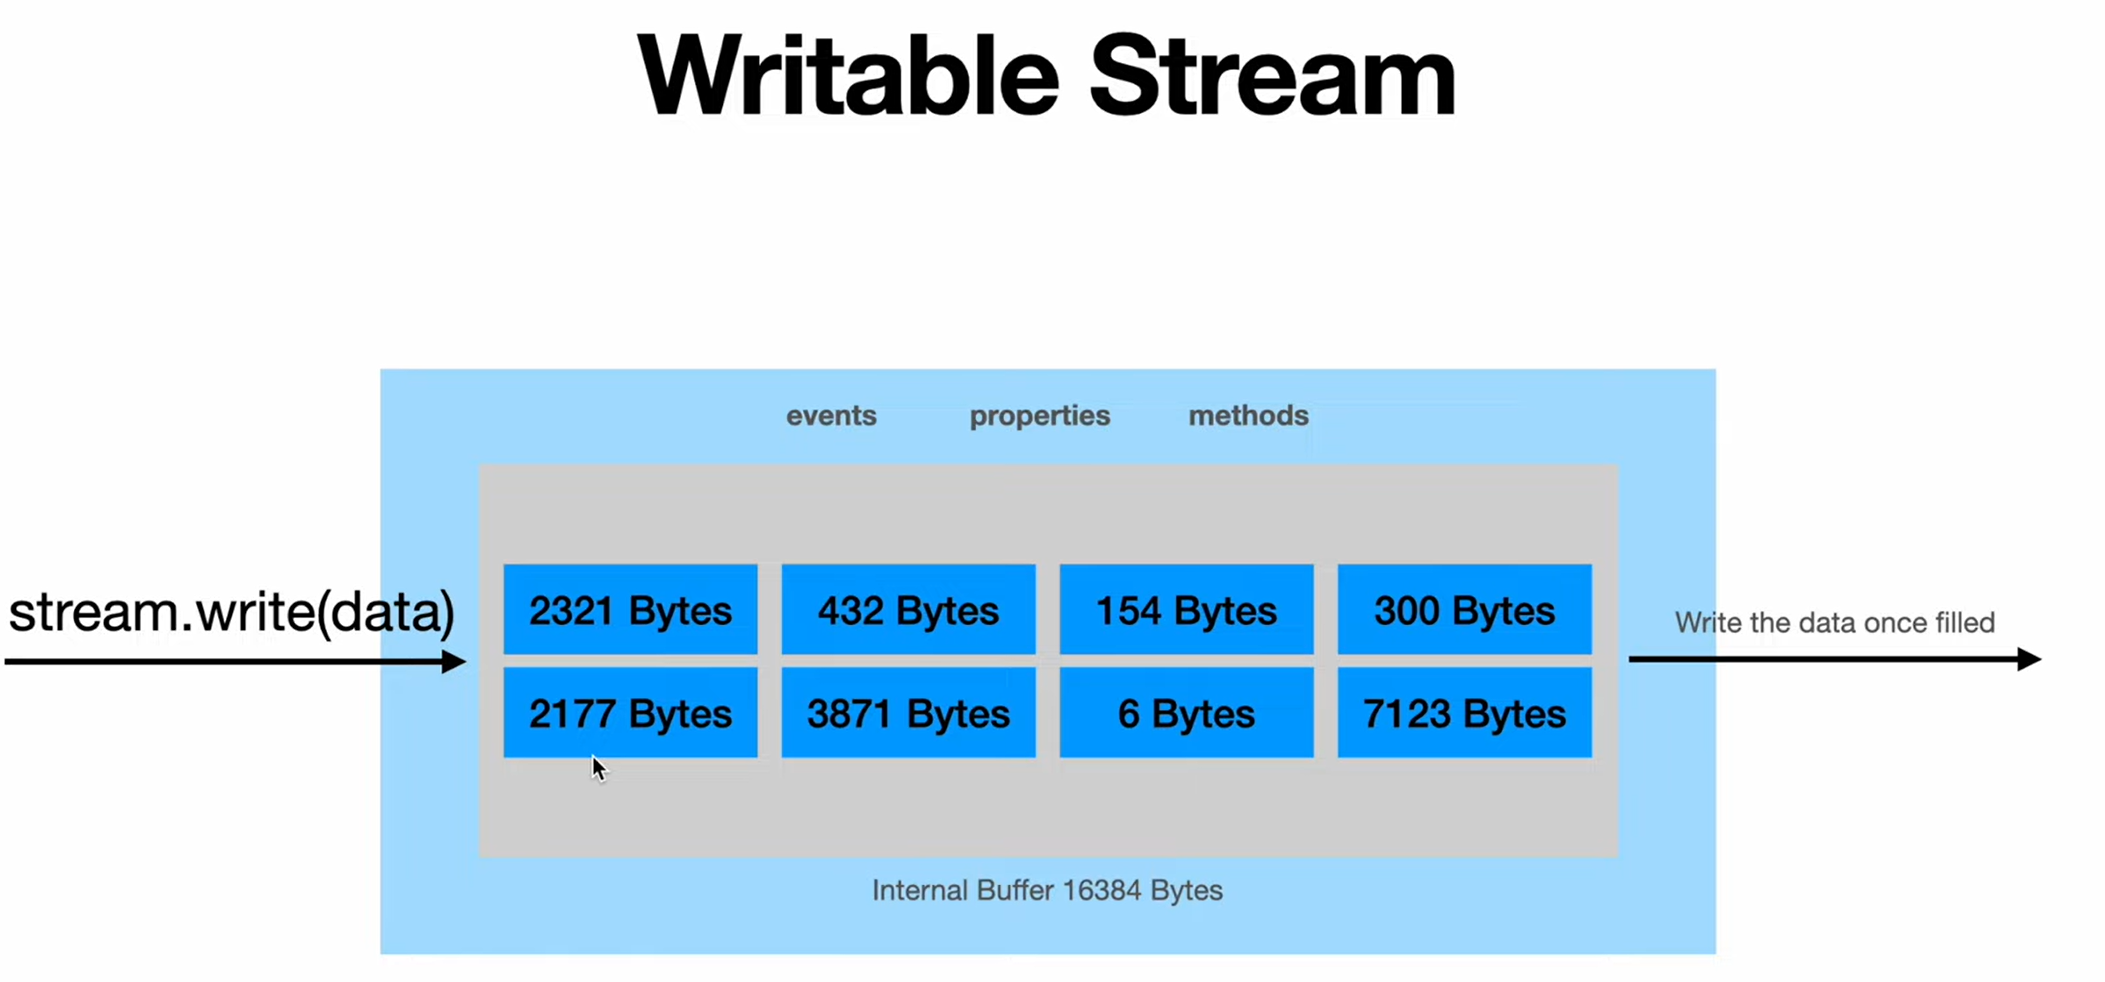 Writable Stream
events properties methods
stream.write(data)
2321 Bytes 432 Bytes 154 Bytes 300 Bytes
2177 Bytes 3871 Bytes 6 Bytes 7123 Bytes
Write the data once filled
Internal Buffer 16384 Bytes